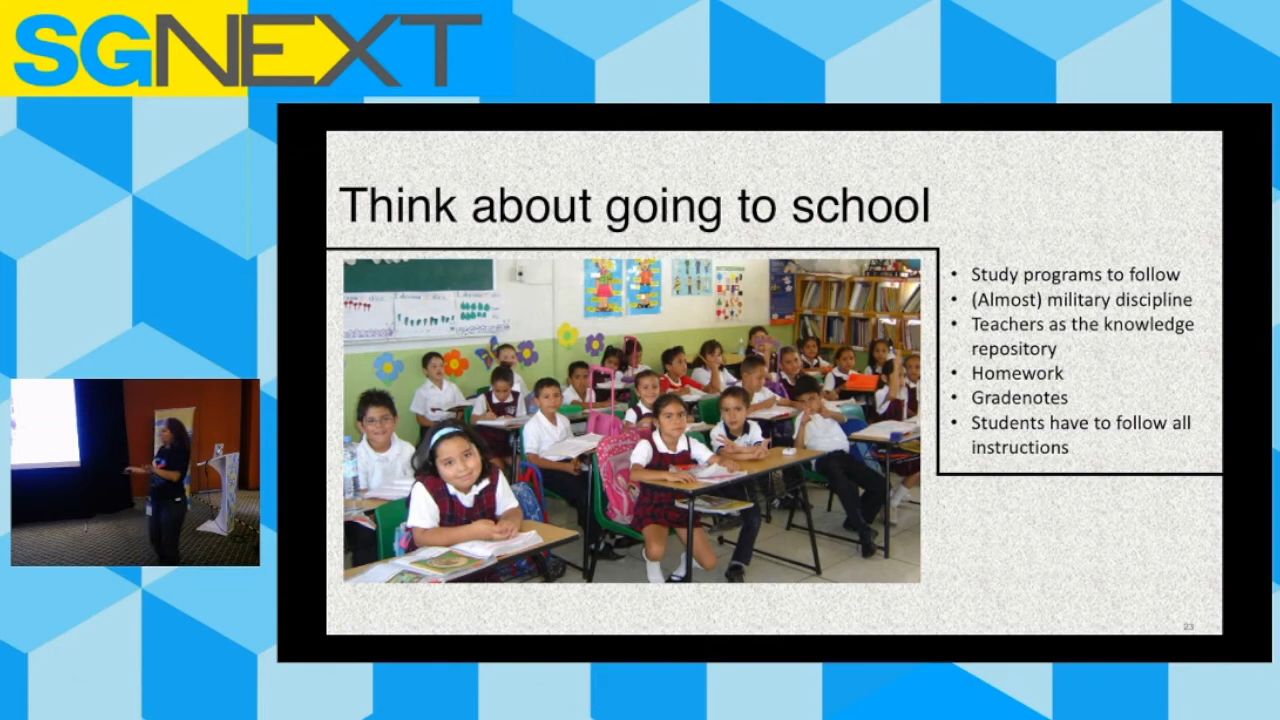 SGNEXT
Think about going to school
• Study programs to follow
• (Almost) military discipline
• Teachers as the knowledge
repository
• Homework
• Gradenotes
• Students have to follow all
instructions
23